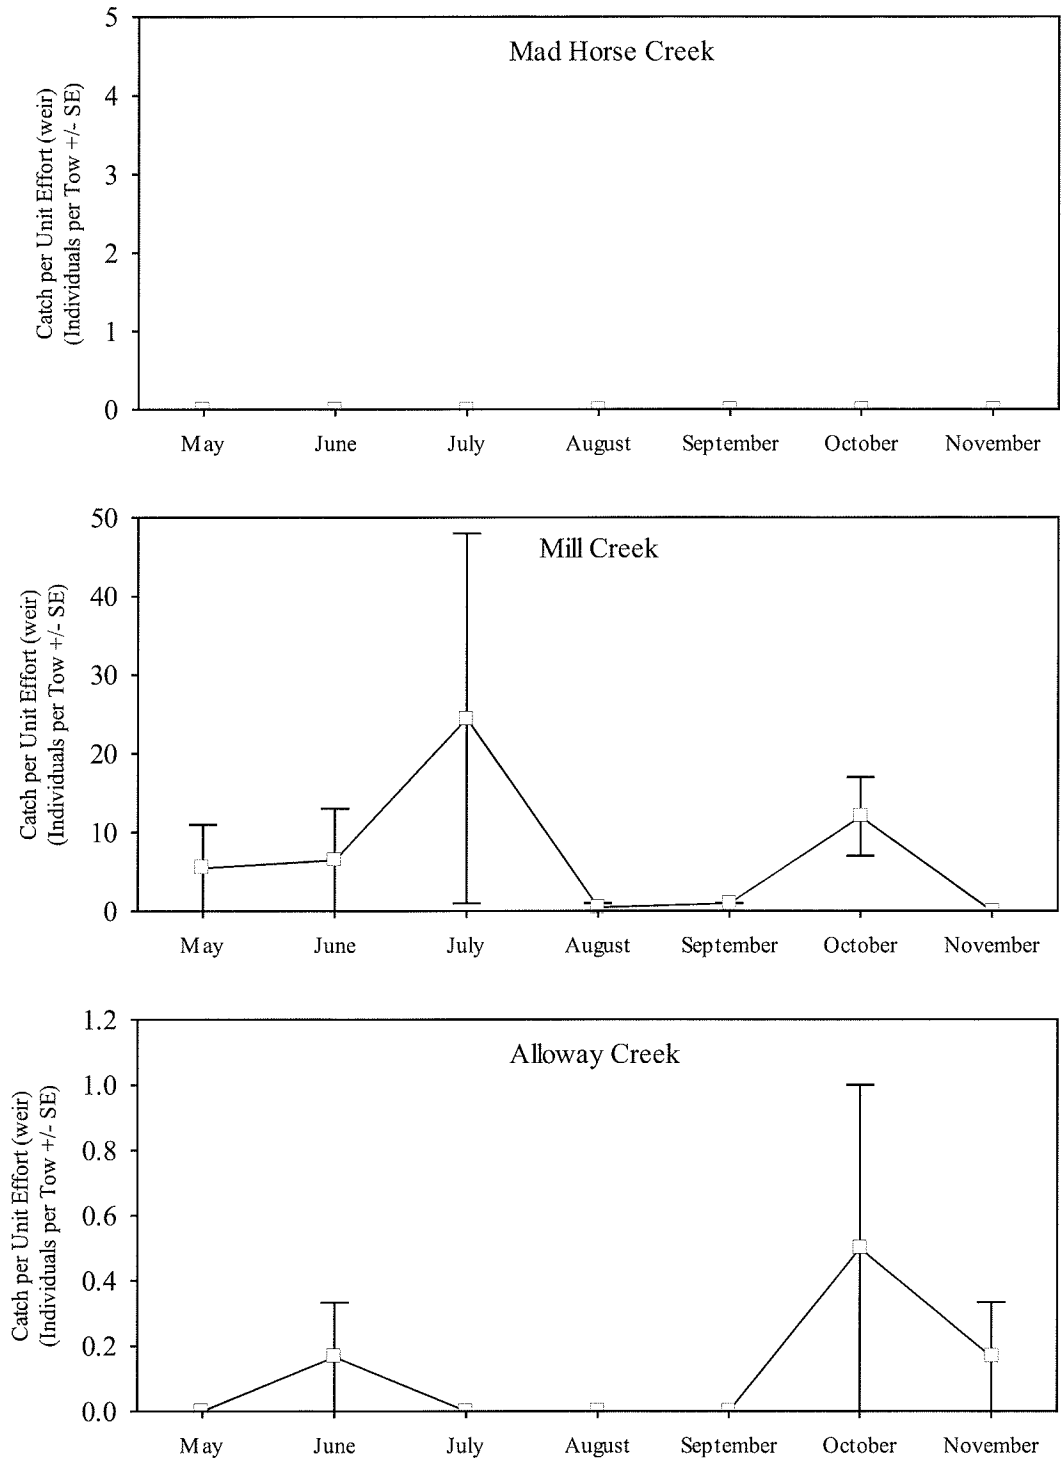 Mad Horse Creek
Catch per Unit Effort (weir)
(Individuals per Tow +/- SE)
5
4
3
2
1
0
May June July August September October November
Mill Creek
Catch per Unit Effort (weir)
(Individuals per Tow +/- SE)
50
40
30
20
10
0
May June July August September October November
Alloway Creek
Catch per Unit Effort (weir)
(Individuals per Tow +/- SE)
1.2
1.0
0.8
0.6
0.4
0.2
0.0
May June July August September October November